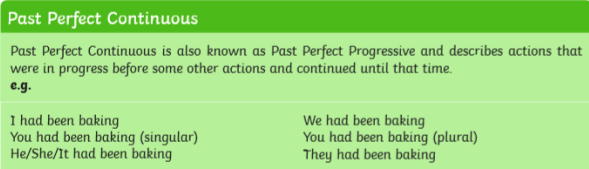 Past Perfect Continuous
Past Perfect Continuous is also known as Past Perfect Progressive and describes actions that
were in progress before some other actions and continued until that time.
e.g.
I had been baking
You had been baking (singular)
He/She/It had been baking
We had been baking
You had been baking (plural)
They had been baking